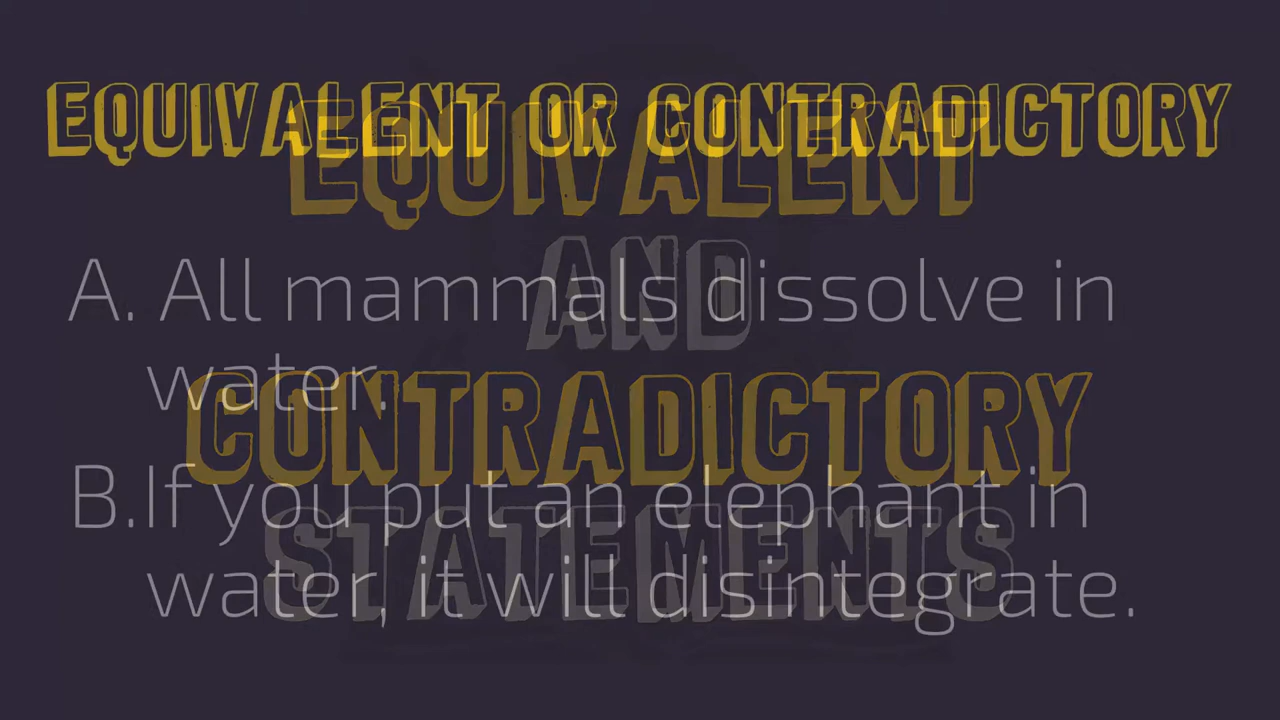 EQUIVALENT OR CONTRADICTORY
EQUIVALENT
AND
A. All mammals dissolve in
water.
CONTRADICTORY
B.If you put an elephant in
STATEMENTS
water, it will disintegrate.